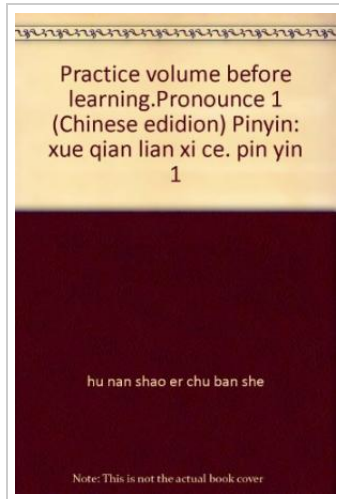 Practice volume before
learning.Pronounce 1
(Chinese edidion) Pinyin:
xue qian lian xi ce. pin yin
1
hu nan shao er chu ban she
Note: This is not the actual book cover